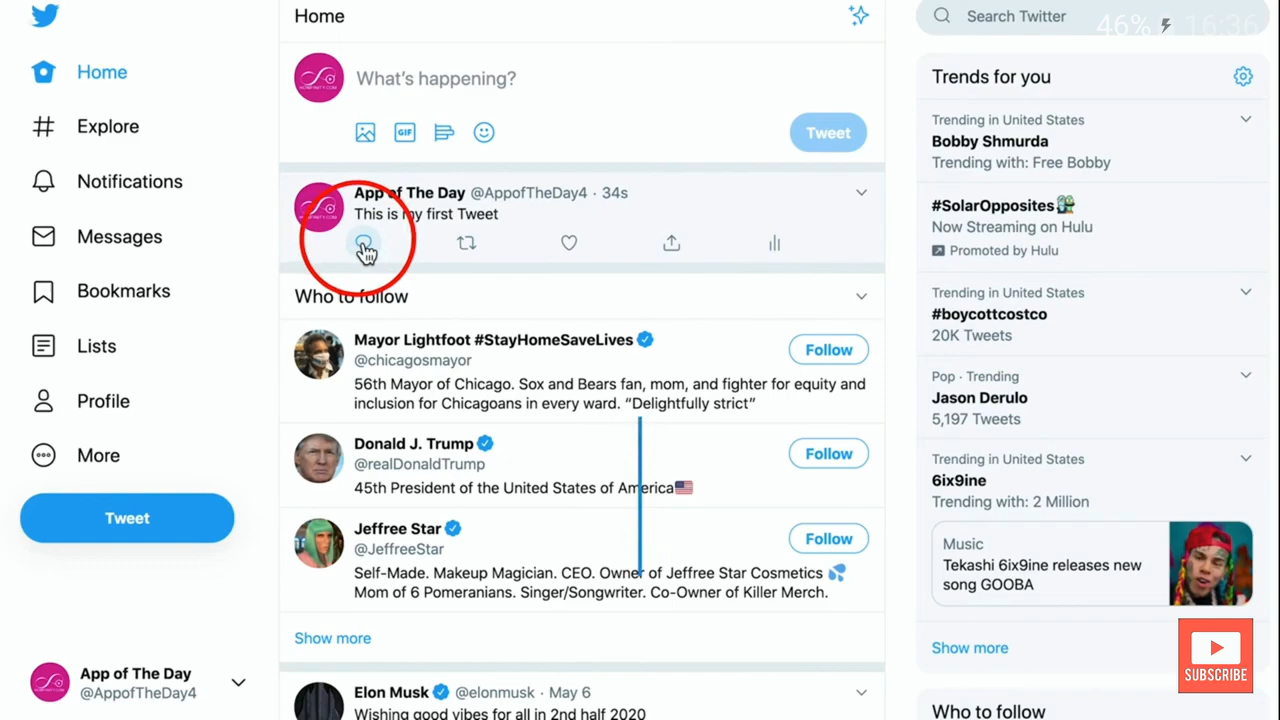 Home
Explore
Notifications
Messages
Bookmarks
Lists
Profile
More
Tweet
App of The Day
@AppofTheDay4
Home
What's happening?
GIF
Tweet
App of The Day @AppofTheDay4 · 34s
This is my first Tweet
Who to follow
Mayor Lightfoot #StayHomeSaveLives
@chicagosmayor
Follow
56th Mayor of Chicago. Sox and Bears fan, mom, and fighter for equity and
inclusion for Chicagoans in every ward. “Delightfully strict”
Donald J. Trump
@realDonaldTrump
Follow
45th President of the United States of America🇺🇸
Jeffree Star
@JeffreeStar
Follow
Self-Made. Makeup Magician. CEO. Owner of Jeffree Star Cosmetics 💦
Mom of 6 Pomeranians. Singer/Songwriter. Co-Owner of Killer Merch.
Show more
Elon Musk @elonmusk · May 6
Wishing good vibes for all in 2nd half 2020
Search Twitter
46% 16:36
Trends for you
Trending in United States
Bobby Shmurda
Trending with: Free Bobby
#SolarOpposites
Now Streaming on Hulu
Promoted by Hulu
Trending in United States
#boycottcostco
20K Tweets
Pop · Trending
Jason Derulo
5,197 Tweets
Trending in United States
6ix9ine
Trending with: 2 Million
Music
Tekashi 6ix9ine releases new
song GOOBA
Show more
SUBSCRIBE
Who to follow